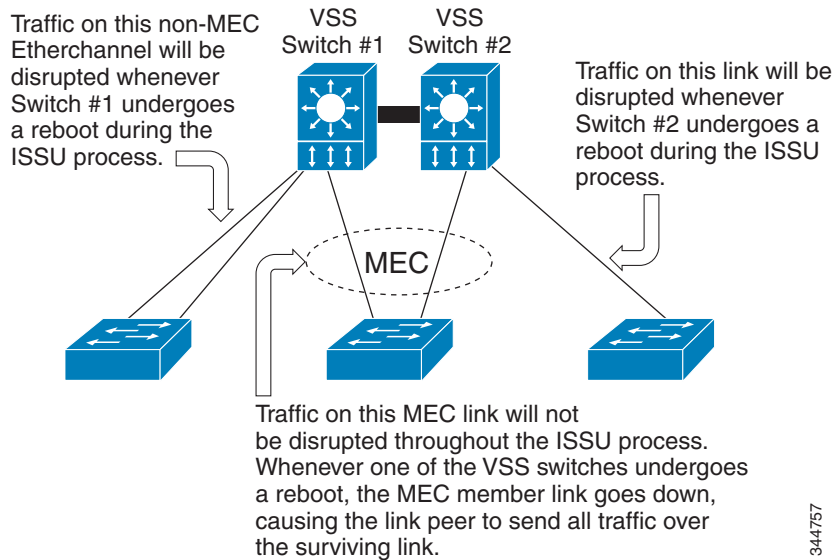 Traffic on this non-MEC
Etherchannel will be
disrupted whenever
Switch #1 undergoes
a reboot during the
ISSU process.
VSS
Switch #1
VSS
Switch #2
Traffic on this link will be
disrupted whenever
Switch #2 undergoes a
reboot during the ISSU
process.
MEC
Traffic on this MEC link will not
be disrupted throughout the ISSU process.
Whenever one of the VSS switches undergoes
a reboot, the MEC member link goes down,
causing the link peer to send all traffic over
the surviving link.
344757